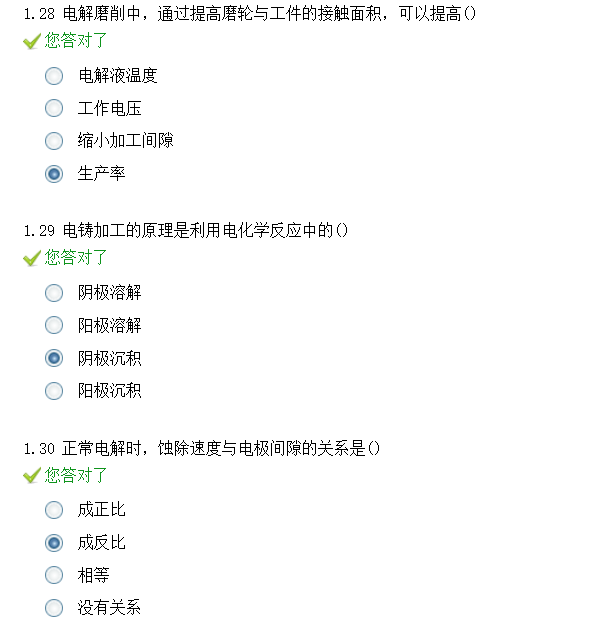 1.28 电解磨削中，通过提高磨轮与工件的接触面积，可以提高()
您答对了
电解液温度
工作电压
缩小加工间隙
生产率
1.29 电铸加工的原理是利用电化学反应中的()
您答对了
阴极溶解
阳极溶解
阴极沉积
阳极沉积
1.30 正常电解时，蚀除速度与电极间隙的关系是()
您答对了
成正比
成反比
相等
没有关系